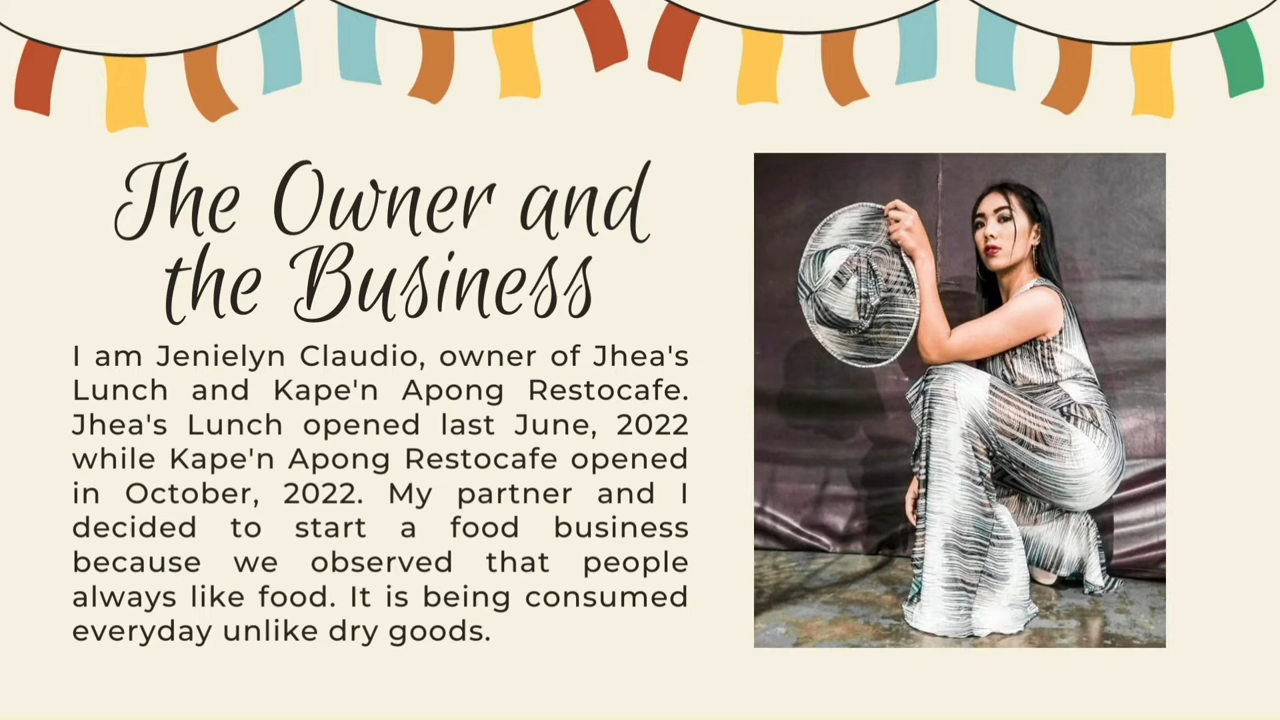 The Owner and
the Business
I am Jenielyn Claudio, owner of Jhea's
Lunch and Kape'n Apong Restocafe.
Jhea's Lunch opened last June, 2022
while Kape'n Apong Restocafe opened
in October, 2022. My partner and I
decided to start a food business
because we observed that people
always like food. It is being consumed
everyday unlike dry goods.